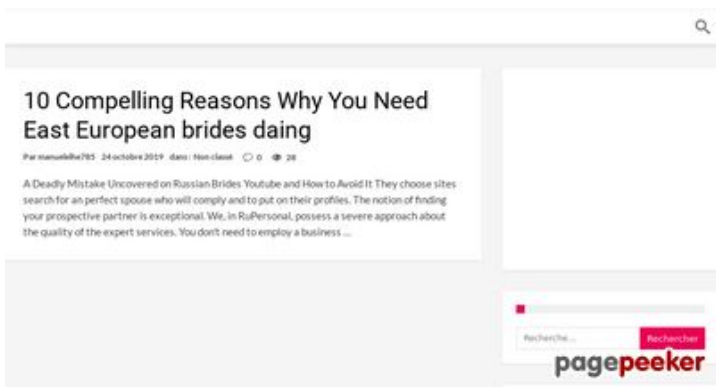 10 Compelling Reasons Why You Need
East European brides daing
Par manuelelhe785 24 octobre 2019 dans : Non classé 0 28
A Deadly Mistake Uncovered on Russian Brides Youtube and How to Avoid It They choose sites
search for an perfect spouse who will comply and to put on their profiles. The notion of finding
your prospective partner is exceptional. We, in RuPersonal, possess a severe approach about
the quality of the expert services. You don't need to employ a business ...
Recherche...
Rechercher
pagepeeker